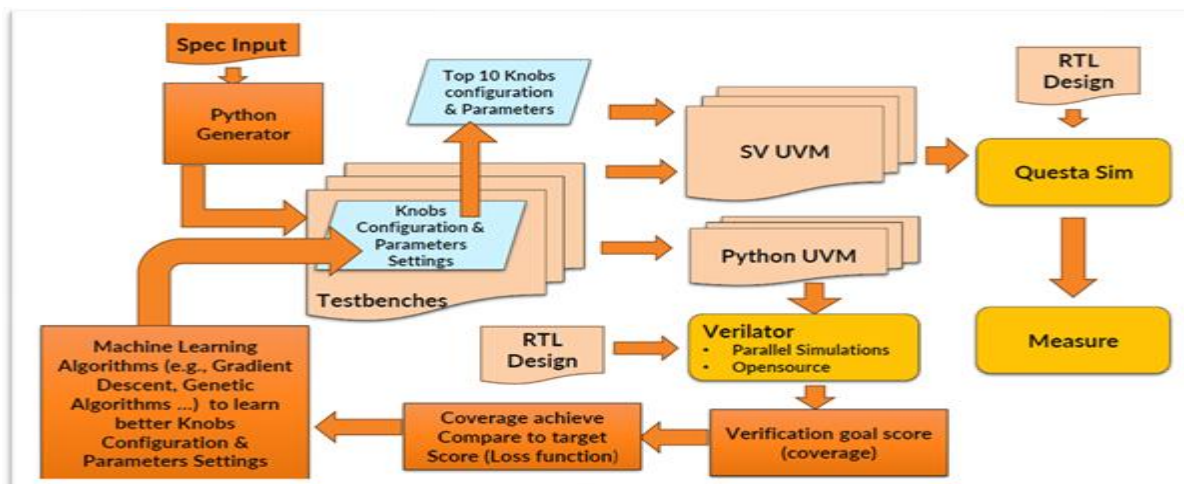 Spec Input
Python
Generator
Top 10 Knobs
configuration
& Parameters
Knobs
Configuration &
Parameters
Settings
Testbenches
SV UVM
Python UVM
RTL
Design
Questa Sim
Measure
RTL
Design
Verilator
• Parallel Simulations
• Opensource
Verification goal score
(coverage)
Coverage achieve
Compare to target
Score (Loss function)
Machine Learning
Algorithms (e.g., Gradient
Descent, Genetic
Algorithms ...) to learn
better Knobs
Configuration &
Parameters Settings